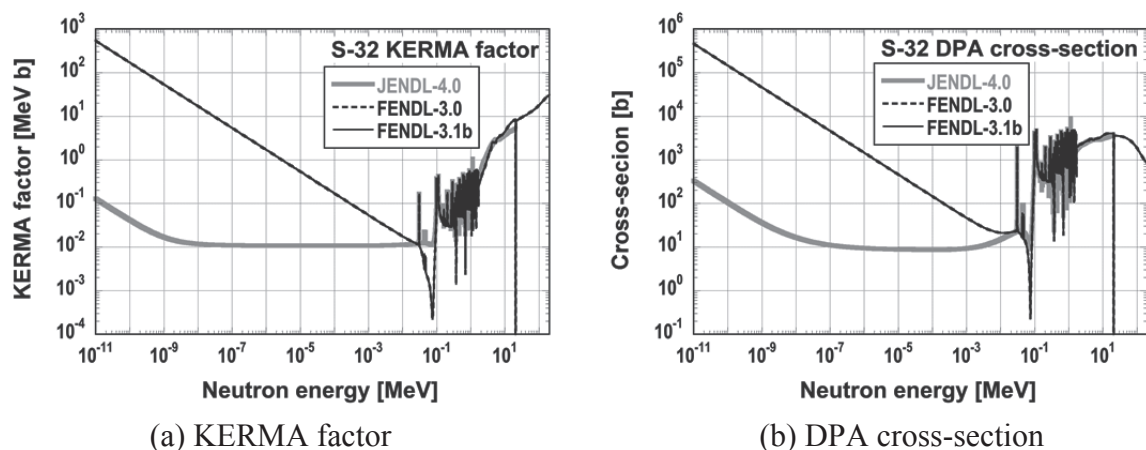 S-32 KERMA factor
JENDL-4.0
FENDL-3.0
FENDL-3.1b
KERMA factor [MeV b]
10^3
10^2
10^1
10^0
10^-1
10^-2
10^-3
10^-4
10^-11
10^-9
10^-7
10^-5
10^-3
10^-1
10^1
Neutron energy [MeV]
(a) KERMA factor
S-32 DPA cross-section
JENDL-4.0
FENDL-3.0
FENDL-3.1b
Cross-secion [b]
10^6
10^5
10^4
10^3
10^2
10^1
10^0
10^-1
10^-11
10^-9
10^-7
10^-5
10^-3
10^-1
10^1
Neutron energy [MeV]
(b) DPA cross-section